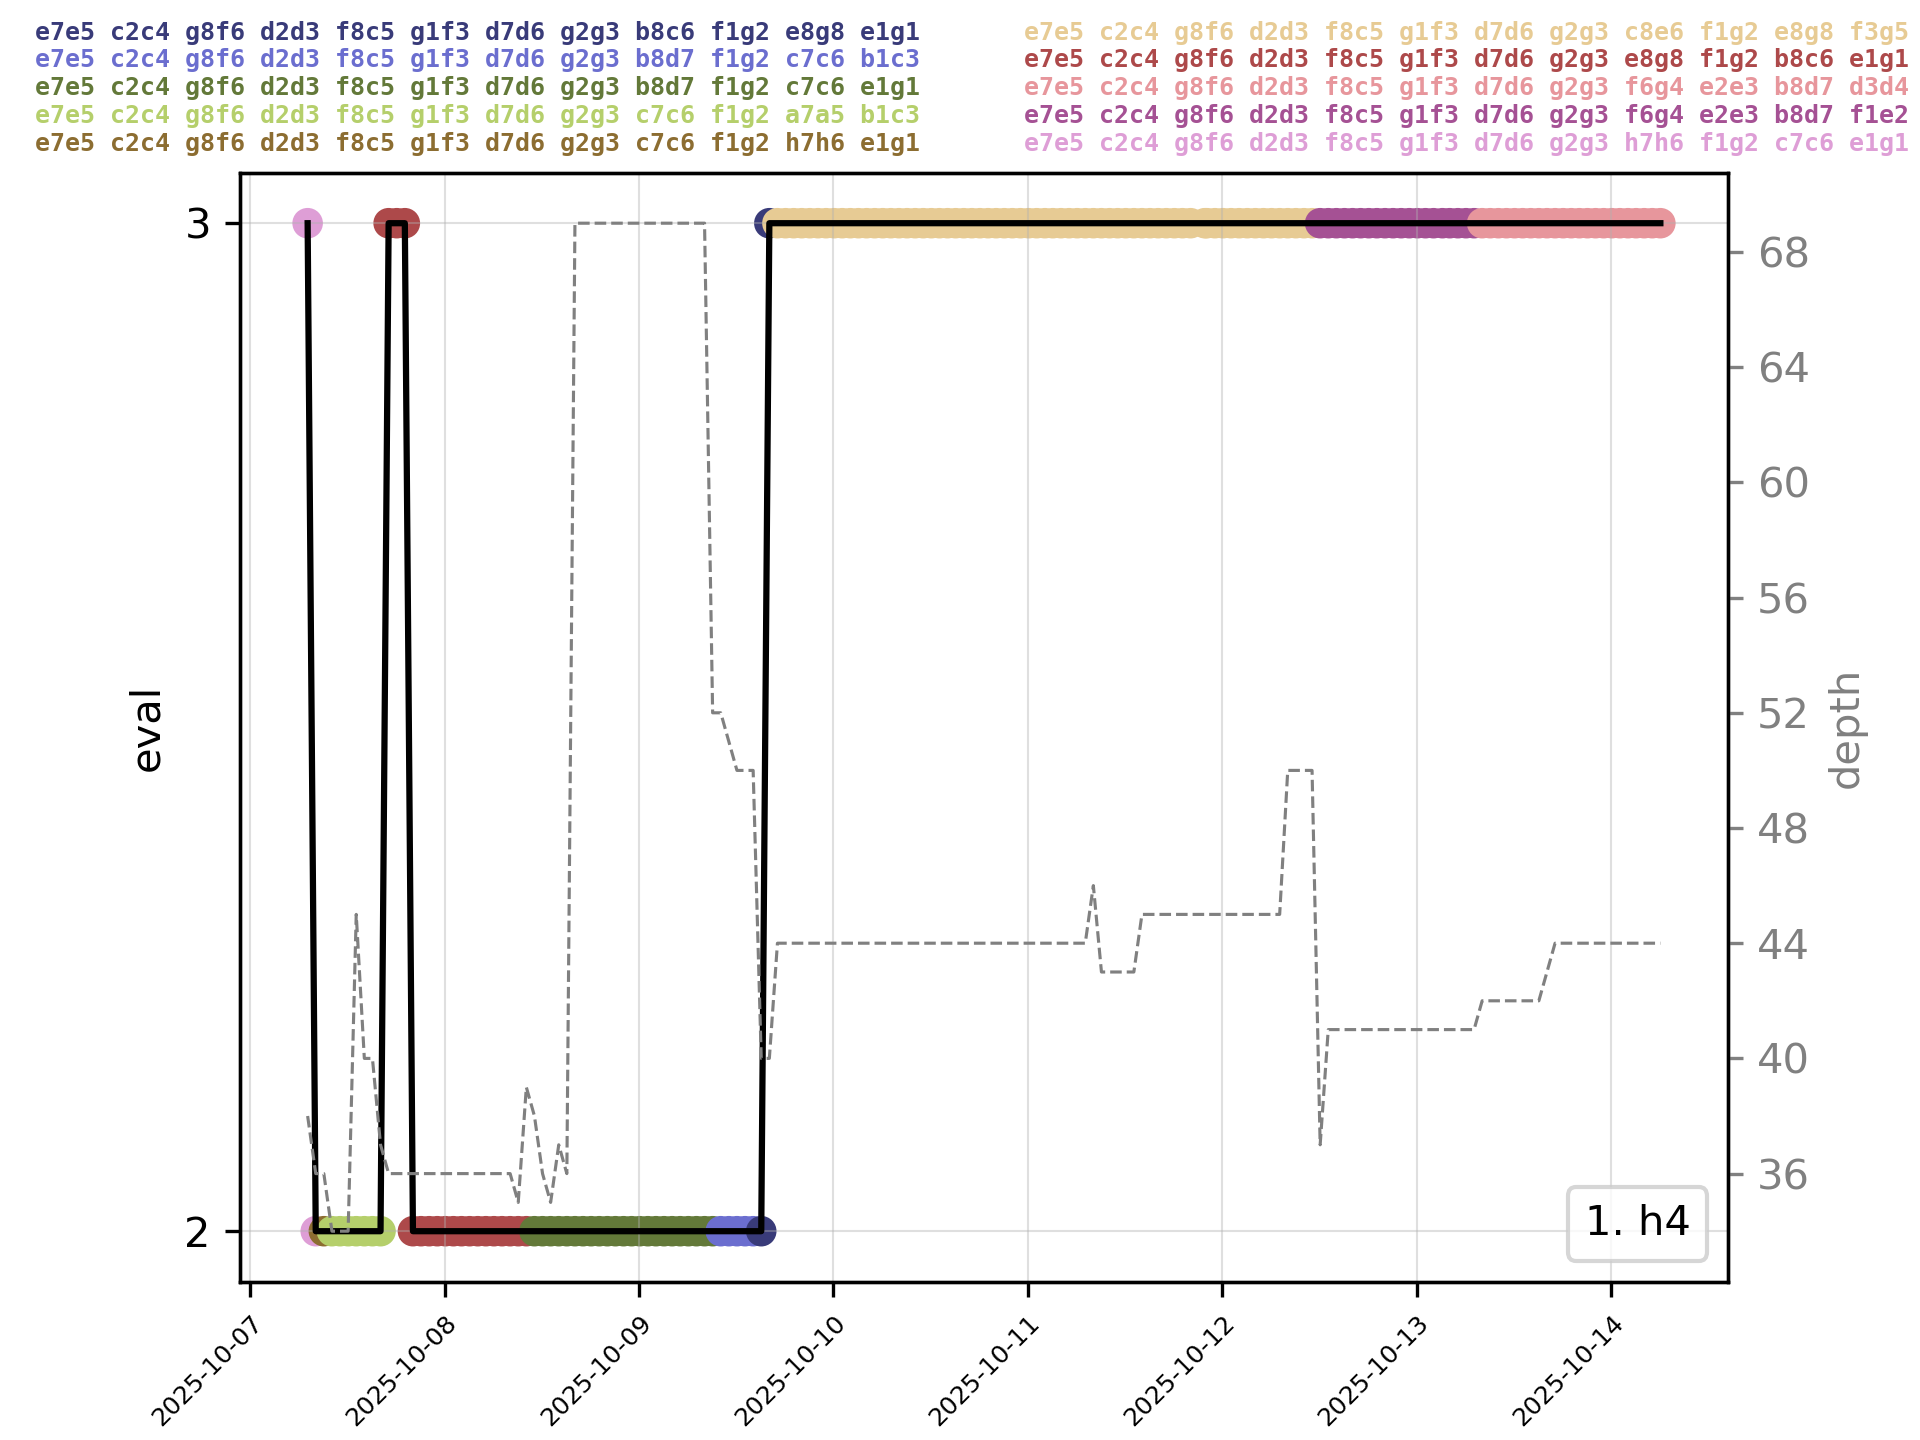 e7e5 c2c4 g8f6 d2d3 f8c5 g1f3 d7d6 g2g3 b8c6 f1g2 e8g8 e1g1
e7e5 c2c4 g8f6 d2d3 f8c5 g1f3 d7d6 g2g3 b8d7 f1g2 c7c6 b1c3
e7e5 c2c4 g8f6 d2d3 f8c5 g1f3 d7d6 g2g3 b8d7 f1g2 c7c6 e1g1
e7e5 c2c4 g8f6 d2d3 f8c5 g1f3 d7d6 g2g3 c7c6 f1g2 a7a5 b1c3
e7e5 c2c4 g8f6 d2d3 f8c5 g1f3 d7d6 g2g3 c7c6 f1g2 h7h6 e1g1
e7e5 c2c4 g8f6 d2d3 f8c5 g1f3 d7d6 g2g3 c8e6 f1g2 e8g8 f3g5
e7e5 c2c4 g8f6 d2d3 f8c5 g1f3 d7d6 g2g3 e8g8 f1g2 b8c6 e1g1
e7e5 c2c4 g8f6 d2d3 f8c5 g1f3 d7d6 g2g3 f6g4 e2e3 b8d7 d3d4
e7e5 c2c4 g8f6 d2d3 f8c5 g1f3 d7d6 g2g3 f6g4 e2e3 b8d7 f1e2
e7e5 c2c4 g8f6 d2d3 f8c5 g1f3 d7d6 g2g3 h7h6 f1g2 c7c6 e1g1
3
2
eval
68
64
60
56
52
48
44
40
36
depth
1. h4
2025-10-07
2025-10-08
2025-10-09
2025-10-10
2025-10-11
2025-10-12
2025-10-13
2025-10-14